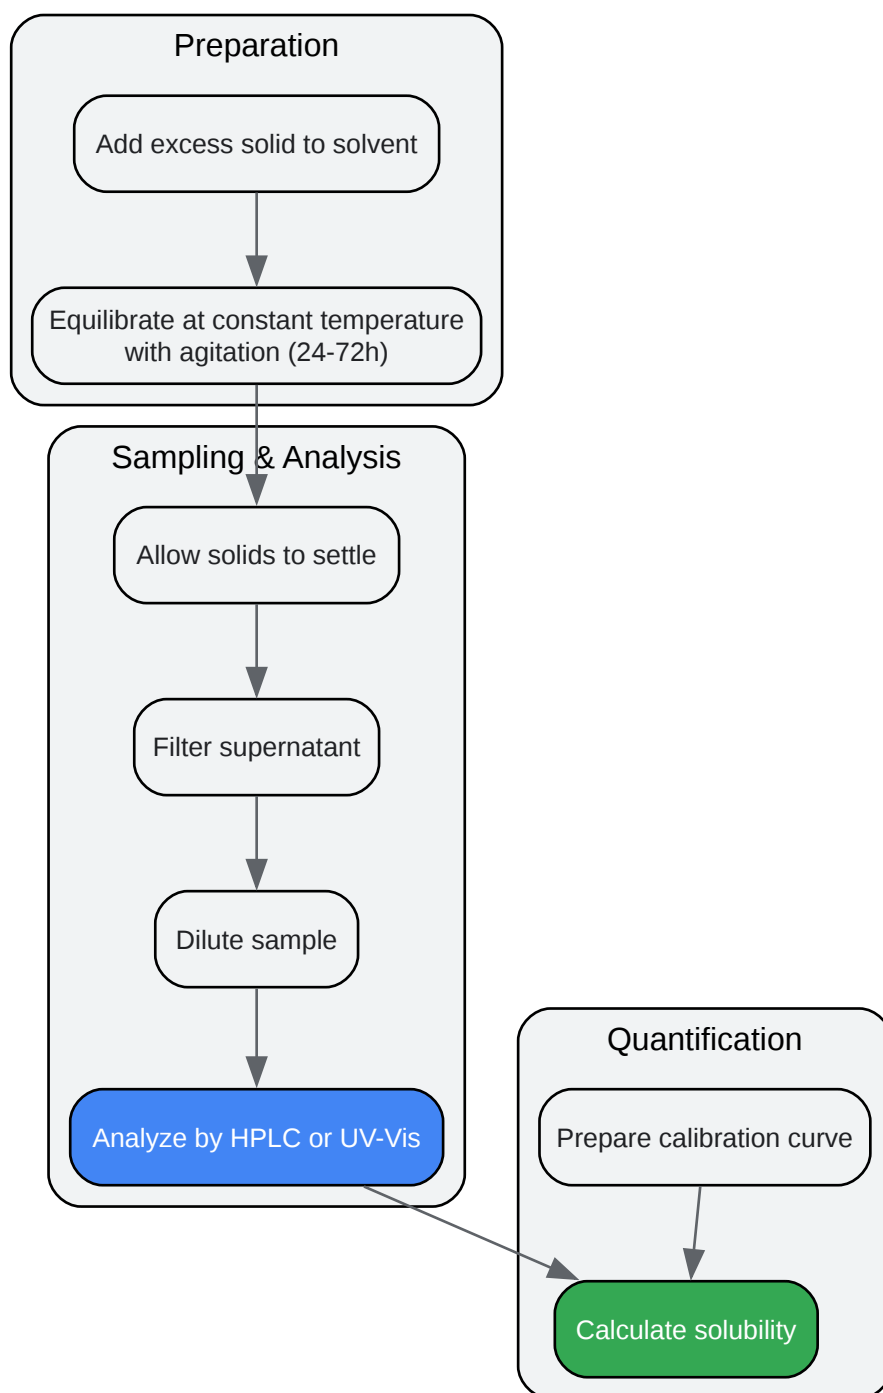 Preparation
Add excess solid to solvent
Equilibrate at constant temperature
with agitation (24-72h)
Sampling & Analysis
Allow solids to settle
Filter supernatant
Dilute sample
Analyze by HPLC or UV-Vis
Quantification
Prepare calibration curve
Calculate solubility